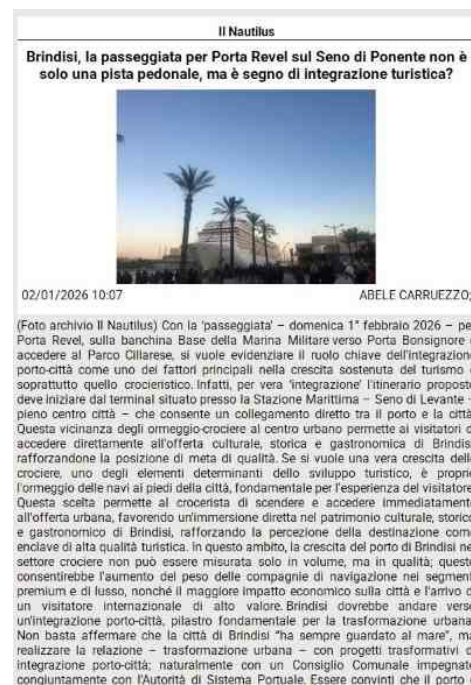 Il Nautilus
Brindisi, la passeggiata per Porta Revel sul Seno di Ponente non è
solo una pista pedonale, ma è segno di integrazione turistica?
02/01/2026 10:07 ABELE CARRUEZZO;
(Foto archivio Il Nautilus) Con la 'passeggiata' – domenica 1° febbraio 2026 – pe
Porta Revel, sulla banchina Base della Marina Militare verso Porta Bonsignore
accedere al Parco Cillarese, si vuole evidenziare il ruolo chiave dell'integrazione
porto-città come uno dei fattori principali nella crescita sostenuta del turismo
soprattutto quello crocieristico. Infatti, per vera 'integrazione' l'itinerario propost
deve iniziare dal terminal situato presso la Stazione Marittima – Seno di Levante –
pieno centro città – che consente un collegamento diretto tra il porto e la città
Questa vicinanza degli ormeggio-crociere al centro urbano permette ai visitatori d
accedere direttamente all'offerta culturale, storica e gastronomica di Brindis
rafforzandone la posizione di meta di qualità. Se si vuole una vera crescita dell
crociere, uno degli elementi determinanti dello sviluppo turistico, è propri
l'ormeggio delle navi ai piedi della città, fondamentale per l'esperienza del visitatore
Questa scelta permette al crocerista di scendere e accedere immediatament
all'offerta urbana, favorendo un'immersione diretta nel patrimonio culturale, storic
e gastronomico di Brindisi, rafforzando la percezione della destinazione com
enclave di alta qualità turistica. In questo ambito, la crescita del porto di Brindisi ne
settore crociere non può essere misurata solo in volume, ma in qualità; quest
consentirebbe l'aumento del peso delle compagnie di navigazione nei segment
premium e di lusso, nonché il maggiore impatto economico sulla città e l'arrivo d
un visitatore internazionale di alto valore. Brindisi dovrebbe andare vers
un'integrazione porto-città, pilastro fondamentale per la trasformazione urbana
Non basta affermare che la città di Brindisi "ha sempre guardato al mare", ma
realizzare la relazione – trasformazione urbana – con progetti trasformativi d
integrazione porto-città; naturalmente con un Consiglio Comunale impegnat
congiuntamente con l'Autorità di Sistema Portuale. Essere convinti che il porto